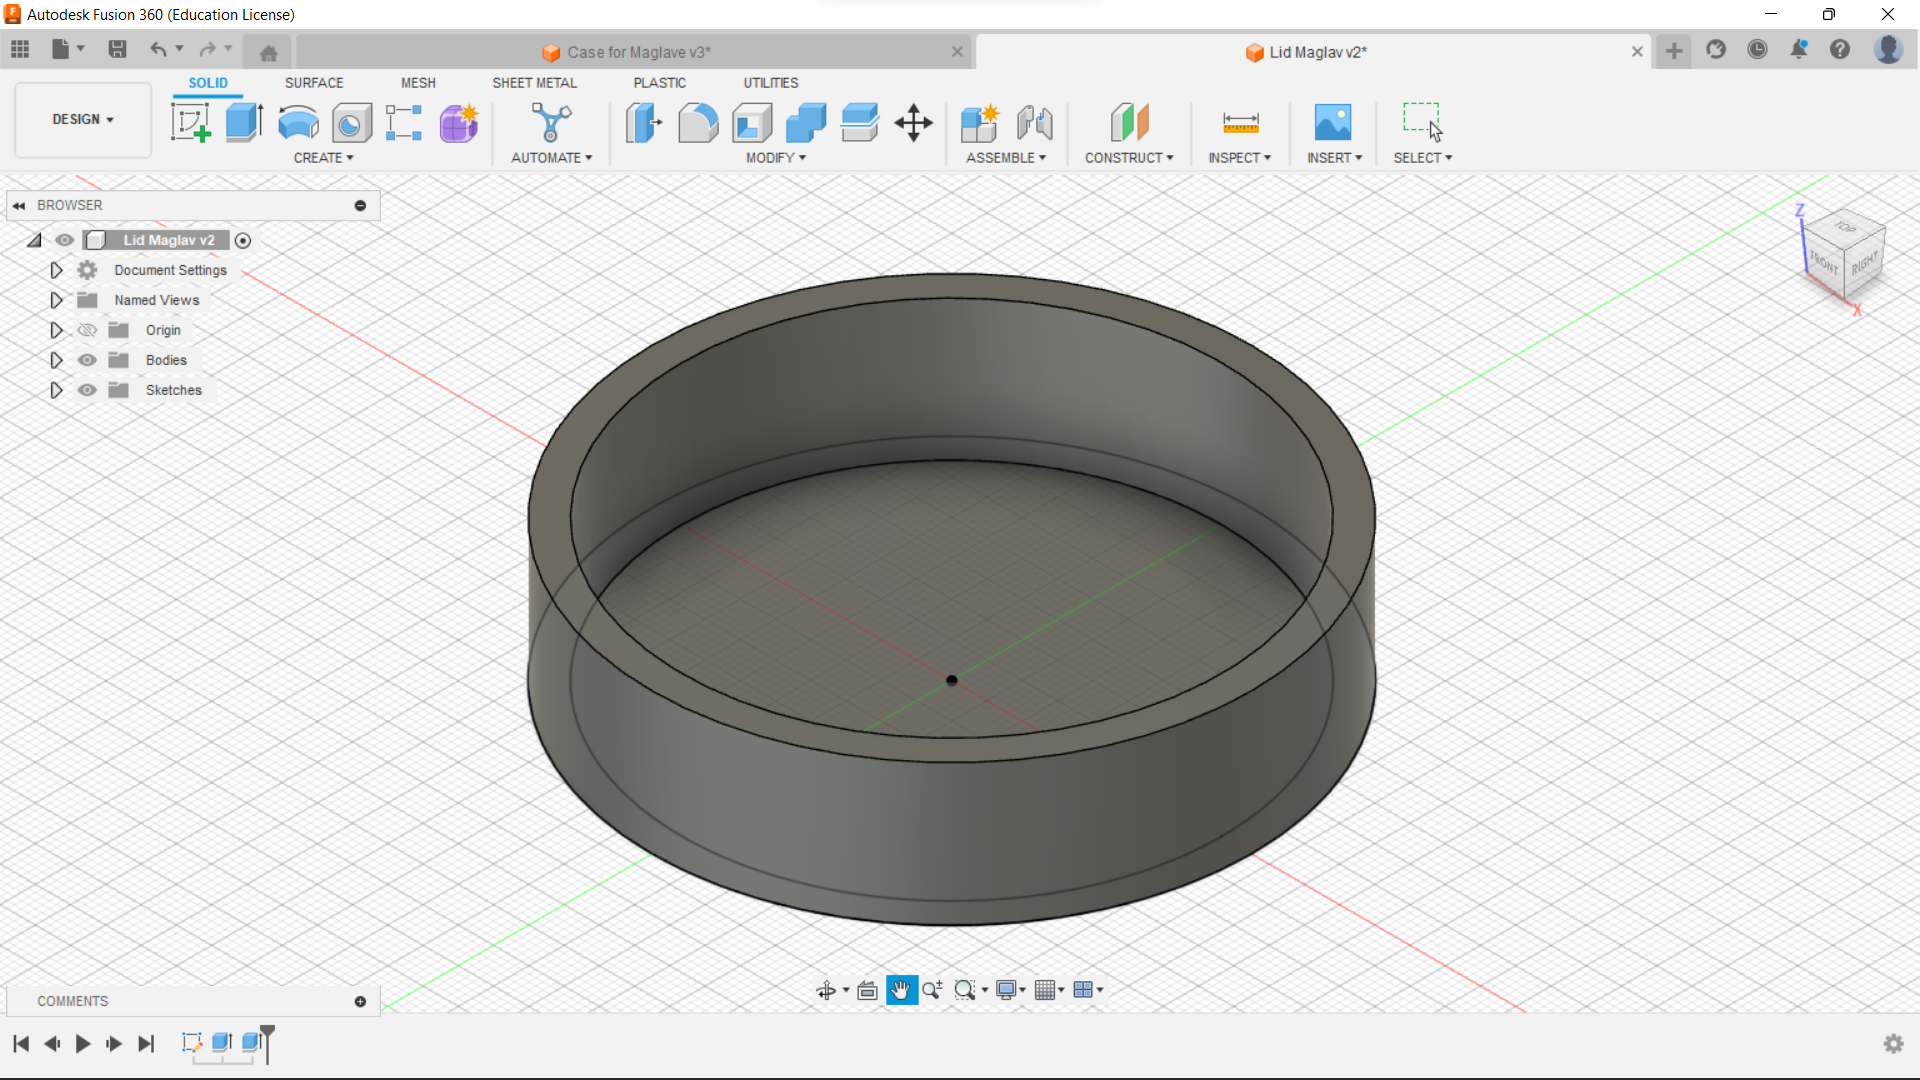 Autodesk Fusion 360 (Education License)
Case for Maglave v3*
Lid Maglav v2*
SOLID SURFACE MESH SHEET METAL PLASTIC UTILITIES
DESIGN
CREATE AUTOMATE MODIFY ASSEMBLE CONSTRUCT INSPECT INSERT SELECT
BROWSER
Lid Maglav v2
Document Settings
Named Views
Origin
Bodies
Sketches
Z
TOP
FRONT
RIGHT
X
COMMENTS